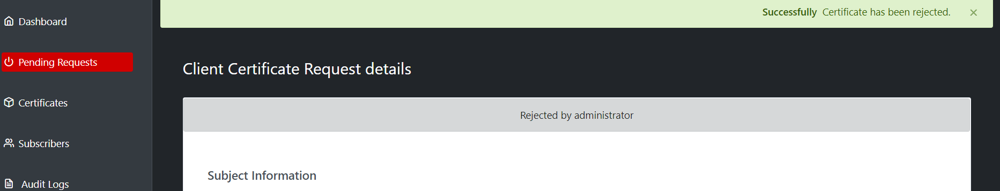 Successfully Certificate has been rejected. ×
Dashboard
Pending Requests
Certificates
Subscribers
Audit Logs
Client Certificate Request details
Rejected by administrator
Subject Information